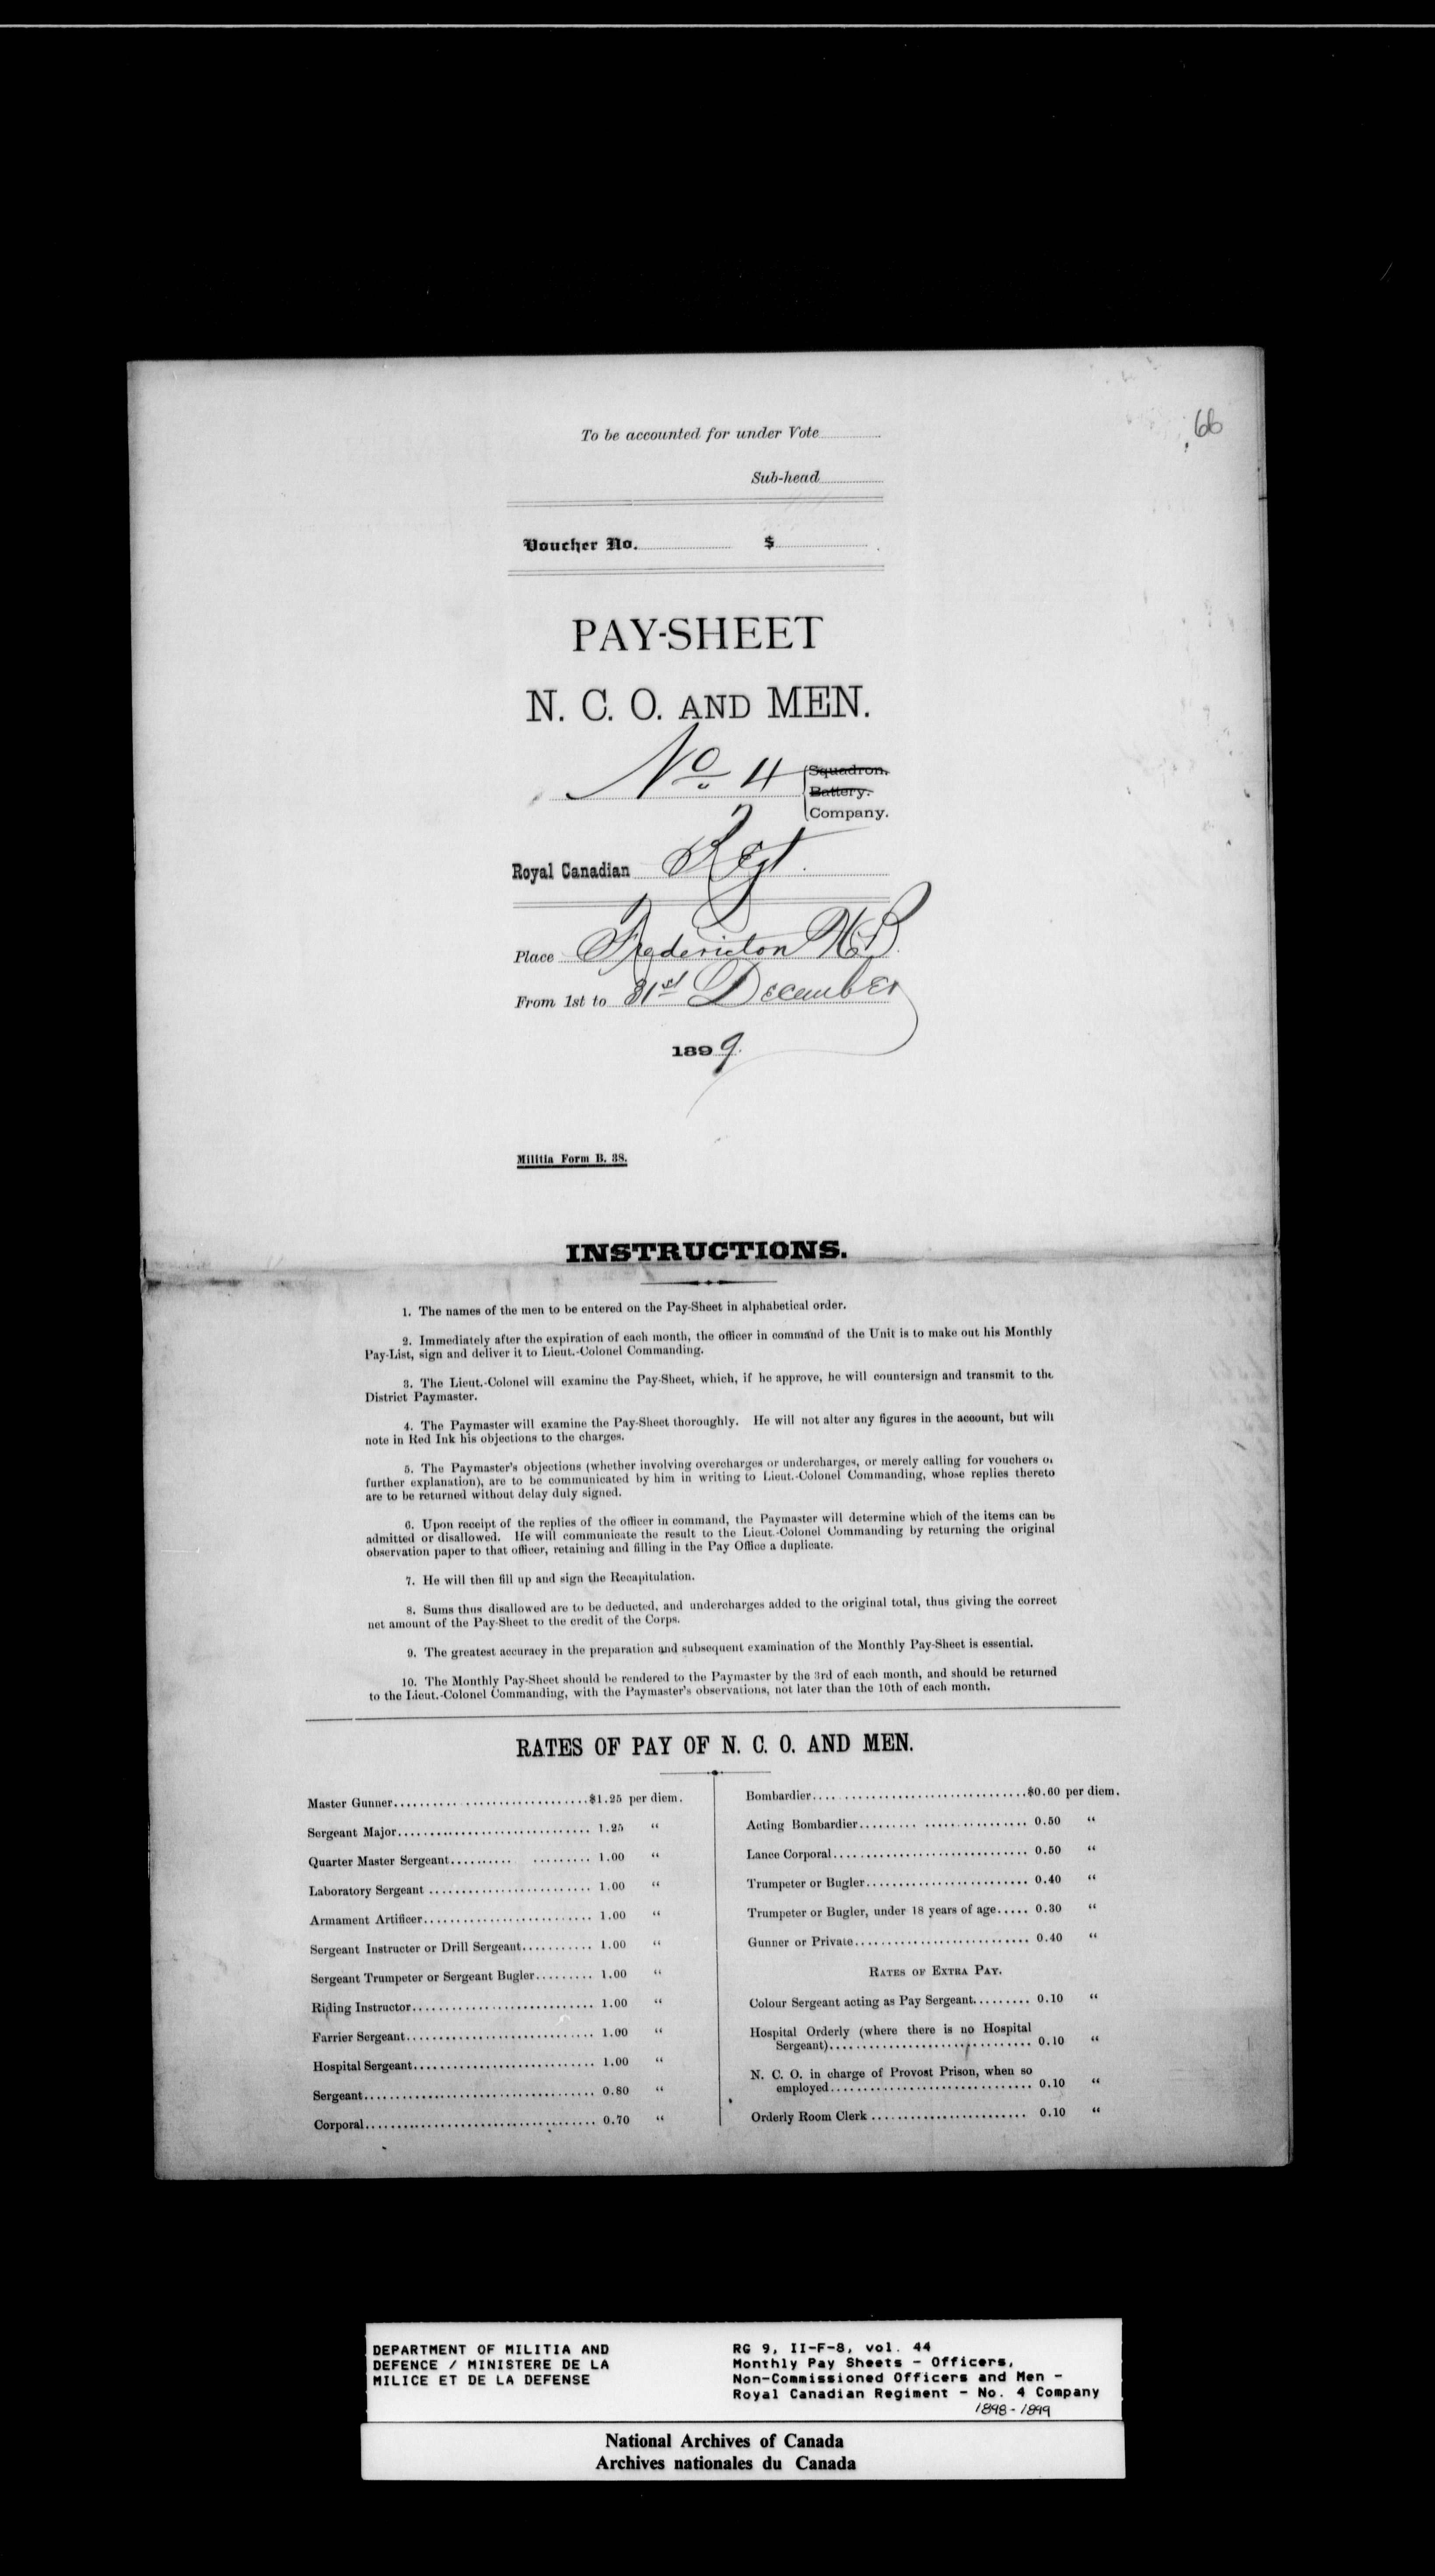 66
To be accounted for under Vote
Sub-head
Voucher No. $
PAY-SHEET
N. C. O. AND MEN.
No 4 Squadron.
Battery.
Company.
Royal Canadian Regt.
Place Fredericton N.B.
From 1st to 31st December
1899
Militia Form B. 38.
INSTRUCTIONS.
1. The names of the men to be entered on the Pay-Sheet in alphabetical order.
2. Immediately after the expiration of each month, the officer in command of the Unit is to make out his Monthly
Pay-List, sign and deliver it to Lieut.-Colonel Commanding.
3. The Lieut.-Colonel will examine the Pay-Sheet, which, if he approve, he will countersign and transmit to the
District Paymaster.
4. The Paymaster will examine the Pay-Sheet thoroughly. He will not alter any figures in the account, but will
note in Red Ink his objections to the charges.
5. The Paymaster's objections (whether involving overcharges or undercharges, or merely calling for vouchers or
further explanation), are to be communicated by him in writing to Lieut.-Colonel Commanding, whose replies thereto
are to be returned without delay duly signed.
6. Upon receipt of the replies of the officer in command, the Paymaster will determine which of the items can be
admitted or disallowed. He will communicate the result to the Lieut.-Colonel Commanding by returning the original
observation paper to that officer, retaining and filling in the Pay Office a duplicate.
7. He will then fill up and sign the Recapitulation.
8. Sums thus disallowed are to be deducted, and undercharges added to the original total, thus giving the correct
net amount of the Pay-Sheet to the credit of the Corps.
9. The greatest accuracy in the preparation and subsequent examination of the Monthly Pay-Sheet is essential.
10. The Monthly Pay-Sheet should be rendered to the Paymaster by the 3rd of each month, and should be returned
to the Lieut.-Colonel Commanding, with the Paymaster's observations, not later than the 10th of each month.
RATES OF PAY OF N. C. O. AND MEN.
Master Gunner $1.25 per diem.
Sergeant Major 1.25 "
Quarter Master Sergeant 1.00 "
Laboratory Sergeant 1.00 "
Armament Artificer 1.00 "
Sergeant Instructer or Drill Sergeant 1.00 "
Sergeant Trumpeter or Sergeant Bugler 1.00 "
Riding Instructor 1.00 "
Farrier Sergeant 1.00 "
Hospital Sergeant 1.00 "
Sergeant 0.80 "
Corporal 0.70 "
Bombardier $0.60 per diem.
Acting Bombardier 0.50 "
Lance Corporal 0.50 "
Trumpeter or Bugler 0.40 "
Trumpeter or Bugler, under 18 years of age 0.30 "
Gunner or Private 0.40 "
RATES OF EXTRA PAY.
Colour Sergeant acting as Pay Sergeant 0.10 "
Hospital Orderly (where there is no Hospital
Sergeant) 0.10 "
N. C. O. in charge of Provost Prison, when so
employed 0.10 "
Orderly Room Clerk 0.10 "
DEPARTMENT OF MILITIA AND
DEFENCE / MINISTERE DE LA
MILICE ET DE LA DEFENSE
RG 9, II-F-8, vol. 44
Monthly Pay Sheets - Officers,
Non-Commissioned Officers and Men -
Royal Canadian Regiment - No. 4 Company
1898-1899
National Archives of Canada
Archives nationales du Canada